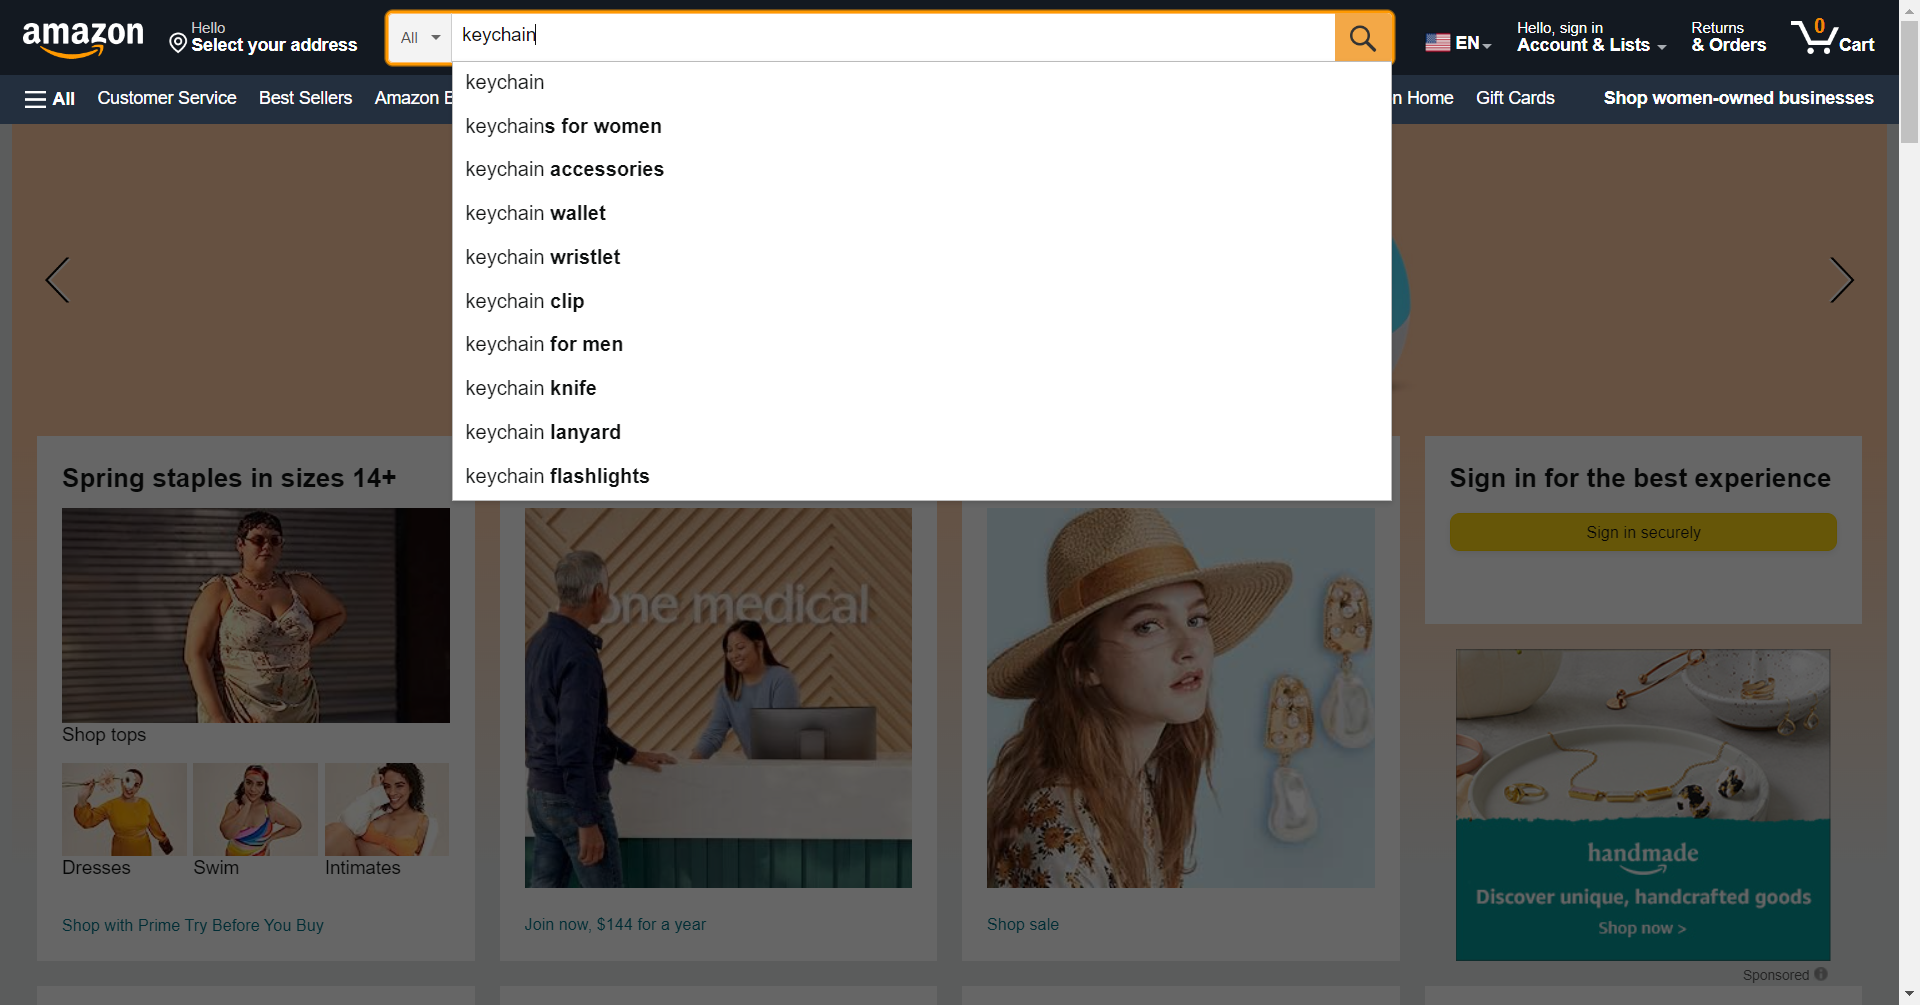 amazon
Hello
Select your address
All
keychain
EN
Hello, sign in
Account & Lists
Returns
& Orders
0
Cart
All
Customer Service
Best Sellers
Amazon
n Home
Gift Cards
Shop women-owned businesses
keychain
keychains for women
keychain accessories
keychain wallet
keychain wristlet
keychain clip
keychain for men
keychain knife
keychain lanyard
keychain flashlights
Spring staples in sizes 14+
Shop tops
Dresses
Swim
Intimates
Shop with Prime Try Before You Buy
one medical
Join now, $144 for a year
Shop sale
Sign in for the best experience
Sign in securely
handmade
Discover unique, handcrafted goods
Shop now >
Sponsored